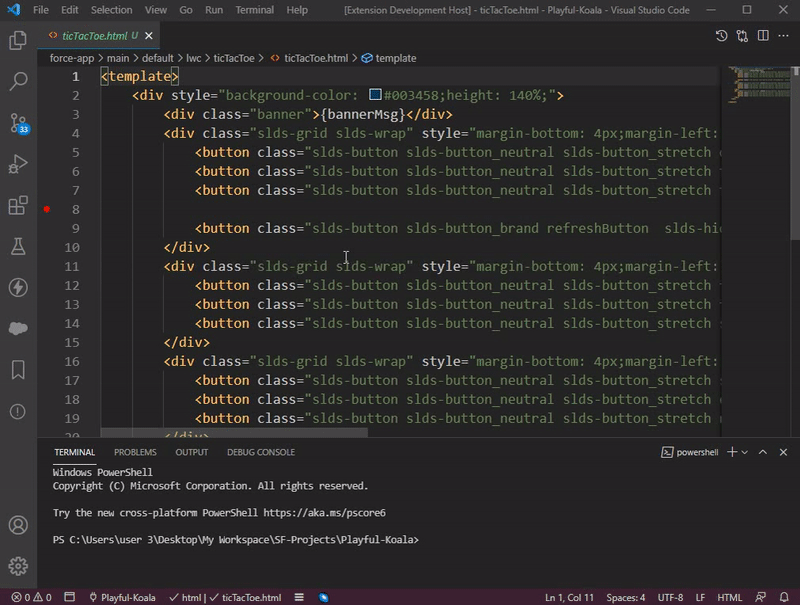 File Edit Selection View Go Run Terminal Help [Extension Development Host] - ticTacToe.html - Playful-Koala - Visual Studio Code
<> ticTacToe.html U
force-app > main > default > lwc > ticTacToe > <> ticTacToe.html > template
1 <template>
2 <div style="background-color: #003458;height: 140%;">
3 <div class="banner">{bannerMsg}</div>
4 <div class="slds-grid slds-wrap" style="margin-bottom: 4px;margin-left:
5 <button class="slds-button slds-button_neutral slds-button_stretch
6 <button class="slds-button slds-button_neutral slds-button_stretch
7 <button class="slds-button slds-button_neutral slds-button_stretch
8
33
9 <button class="slds-button slds-button_brand refreshButton slds-hi
10 </div>
11 <div class="slds-grid slds-wrap" style="margin-bottom: 4px;margin-left:
12 <button class="slds-button slds-button_neutral slds-button_stretch
13 <button class="slds-button slds-button_neutral slds-button_stretch
14 <button class="slds-button slds-button_neutral slds-button_stretch s
15 </div>
16 <div class="slds-grid slds-wrap" style="margin-bottom: 4px;margin-left:
17 <button class="slds-button slds-button_neutral slds-button_stretch s
18 <button class="slds-button slds-button_neutral slds-button_stretch
19 <button class="slds-button slds-button_neutral slds-button_stretch
20 </div>
TERMINAL PROBLEMS OUTPUT DEBUG CONSOLE powershell
Windows PowerShell
Copyright (C) Microsoft Corporation. All rights reserved.
Try the new cross-platform PowerShell https://aka.ms/pscore6
PS C:\Users\user 3\Desktop\My Workspace\SF-Projects\Playful-Koala>
0 0 Playful-Koala html | ticTacToe.html Ln 1, Col 11 Spaces: 4 UTF-8 LF HTML